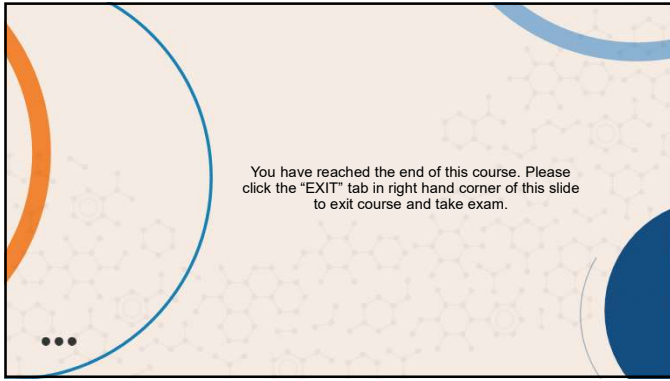 You have reached the end of this course. Please
click the “EXIT” tab in right hand corner of this slide
to exit course and take exam.